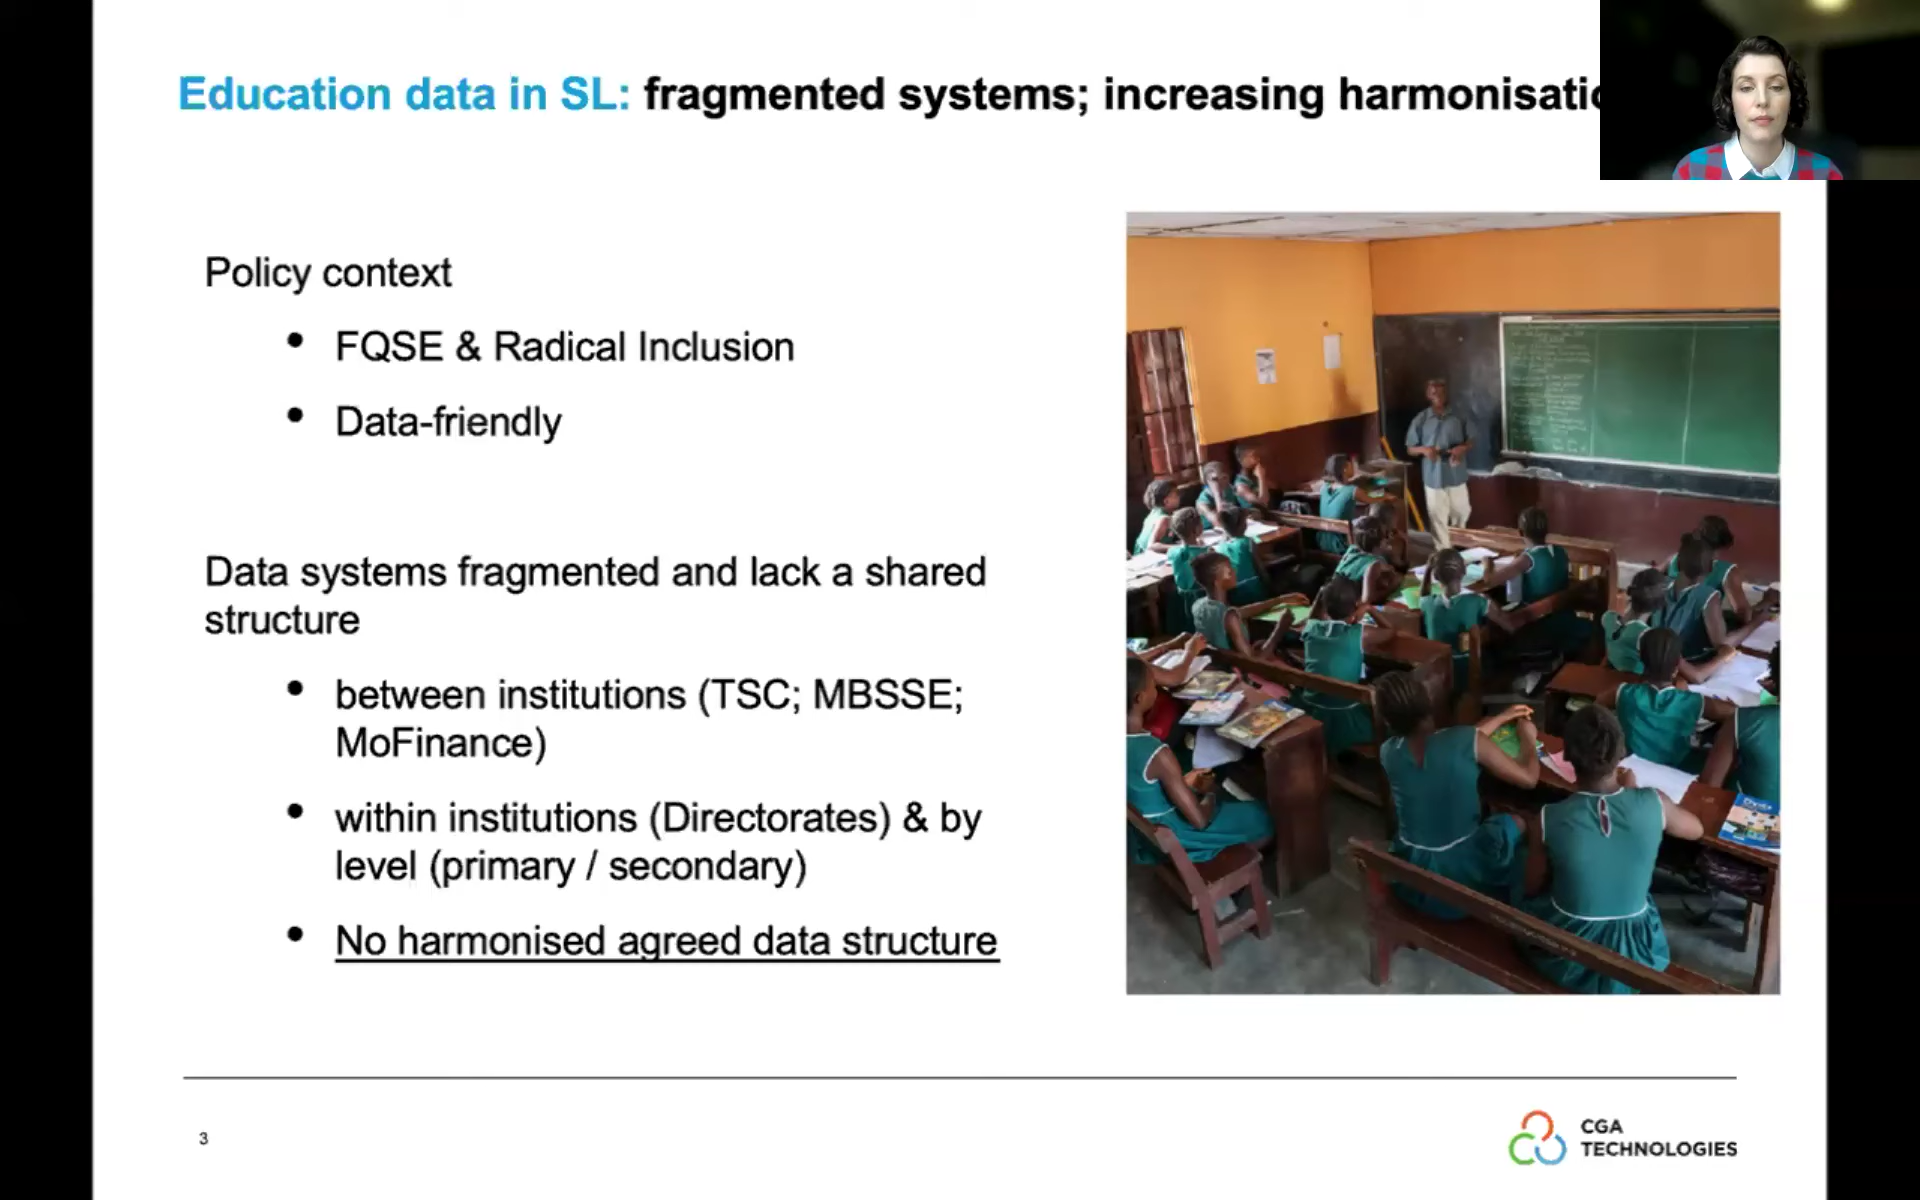 Education data in SL: fragmented systems; increasing harmonisatio
Policy context
• FQSE & Radical Inclusion
• Data-friendly
Data systems fragmented and lack a shared
structure
• between institutions (TSC; MBSSE;
MoFinance)
• within institutions (Directorates) & by
level (primary / secondary)
• No harmonised agreed data structure
3
CGA
TECHNOLOGIES